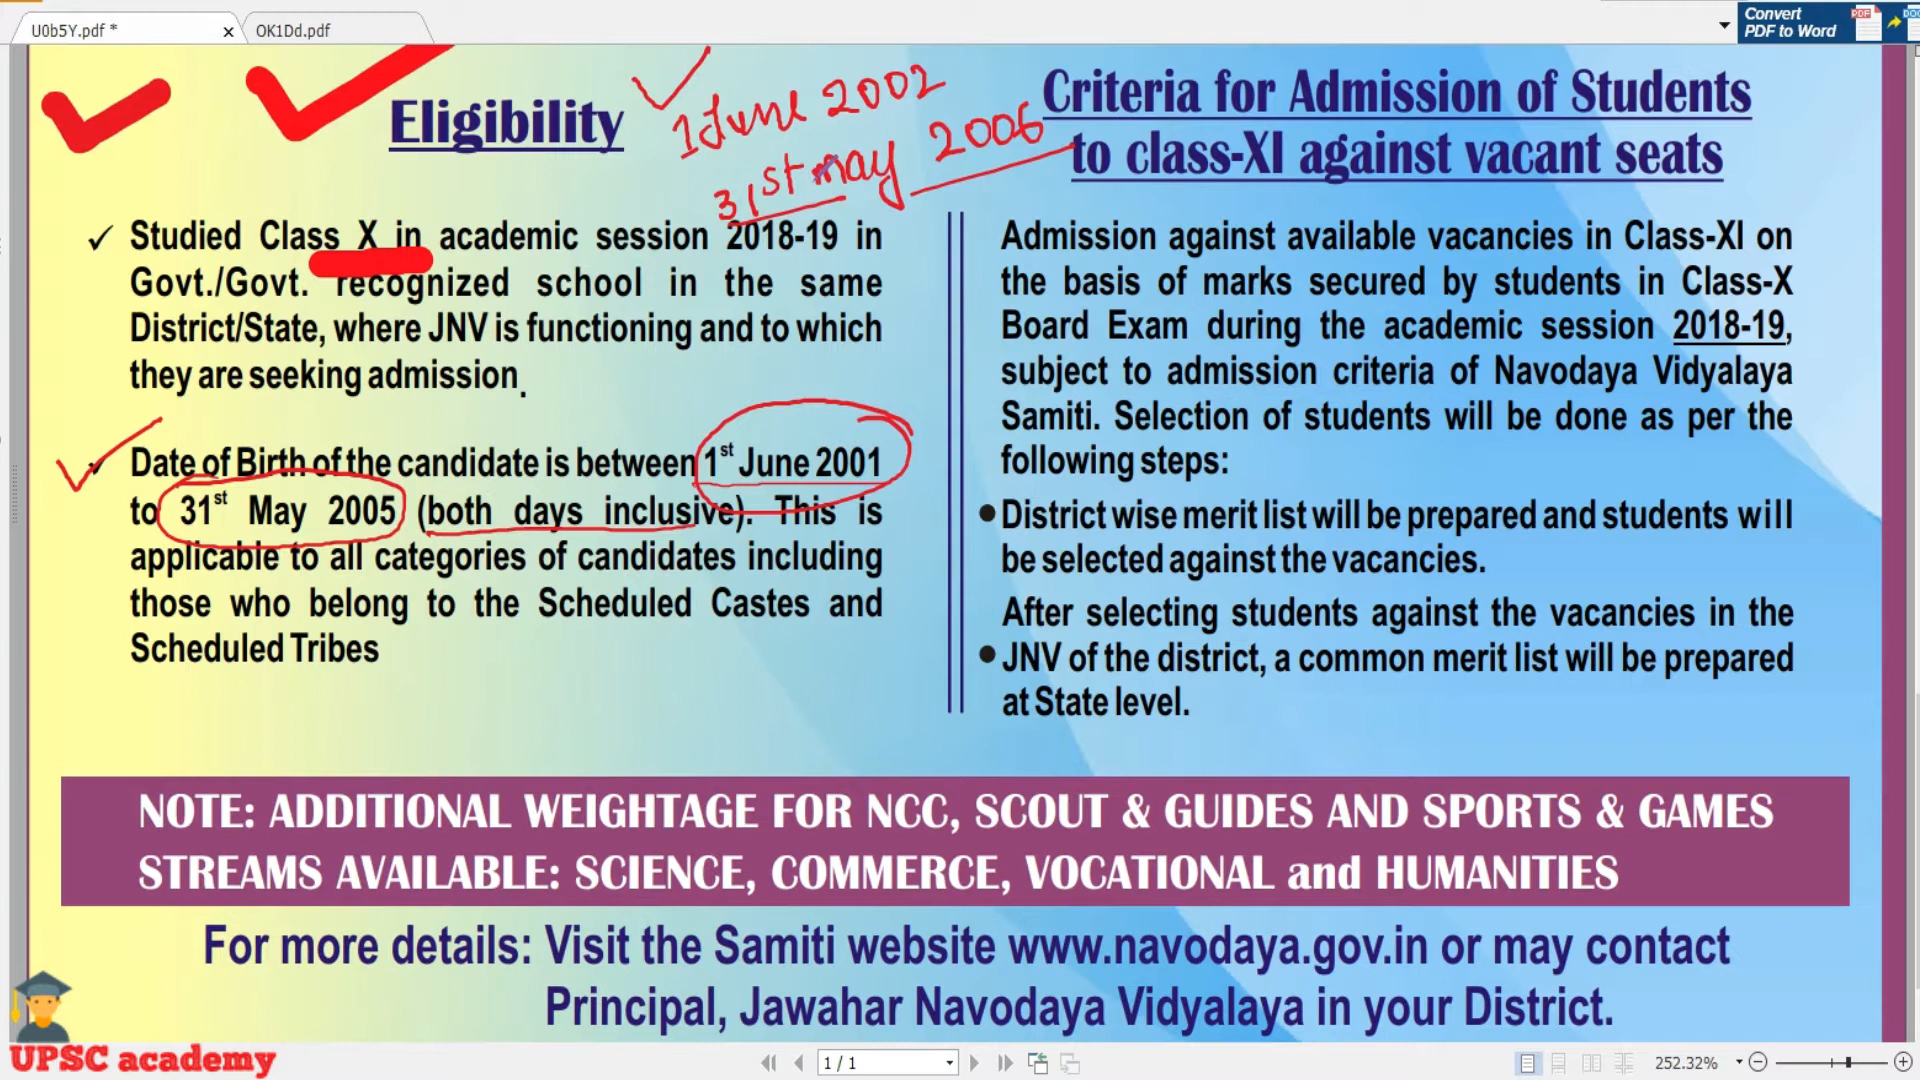 U0b5Y.pdf *
OK1Dd.pdf
Convert
PDF to Word
Eligibility
1 June 2002
31st may 2006
Studied Class X in academic session 2018-19 in
Govt./Govt. recognized school in the same
District/State, where JNV is functioning and to which
they are seeking admission.
Date of Birth of the candidate is between 1st June 2001
to 31st May 2005 (both days inclusive). This is
applicable to all categories of candidates including
those who belong to the Scheduled Castes and
Scheduled Tribes
Criteria for Admission of Students
to class-XI against vacant seats
Admission against available vacancies in Class-XI on
the basis of marks secured by students in Class-X
Board Exam during the academic session 2018-19,
subject to admission criteria of Navodaya Vidyalaya
Samiti. Selection of students will be done as per the
following steps:
District wise merit list will be prepared and students will
be selected against the vacancies.
After selecting students against the vacancies in the
JNV of the district, a common merit list will be prepared
at State level.
NOTE: ADDITIONAL WEIGHTAGE FOR NCC, SCOUT & GUIDES AND SPORTS & GAMES
STREAMS AVAILABLE: SCIENCE, COMMERCE, VOCATIONAL and HUMANITIES
For more details: Visit the Samiti website www.navodaya.gov.in or may contact
Principal, Jawahar Navodaya Vidyalaya in your District.
UPSC academy
1 / 1
252.32%